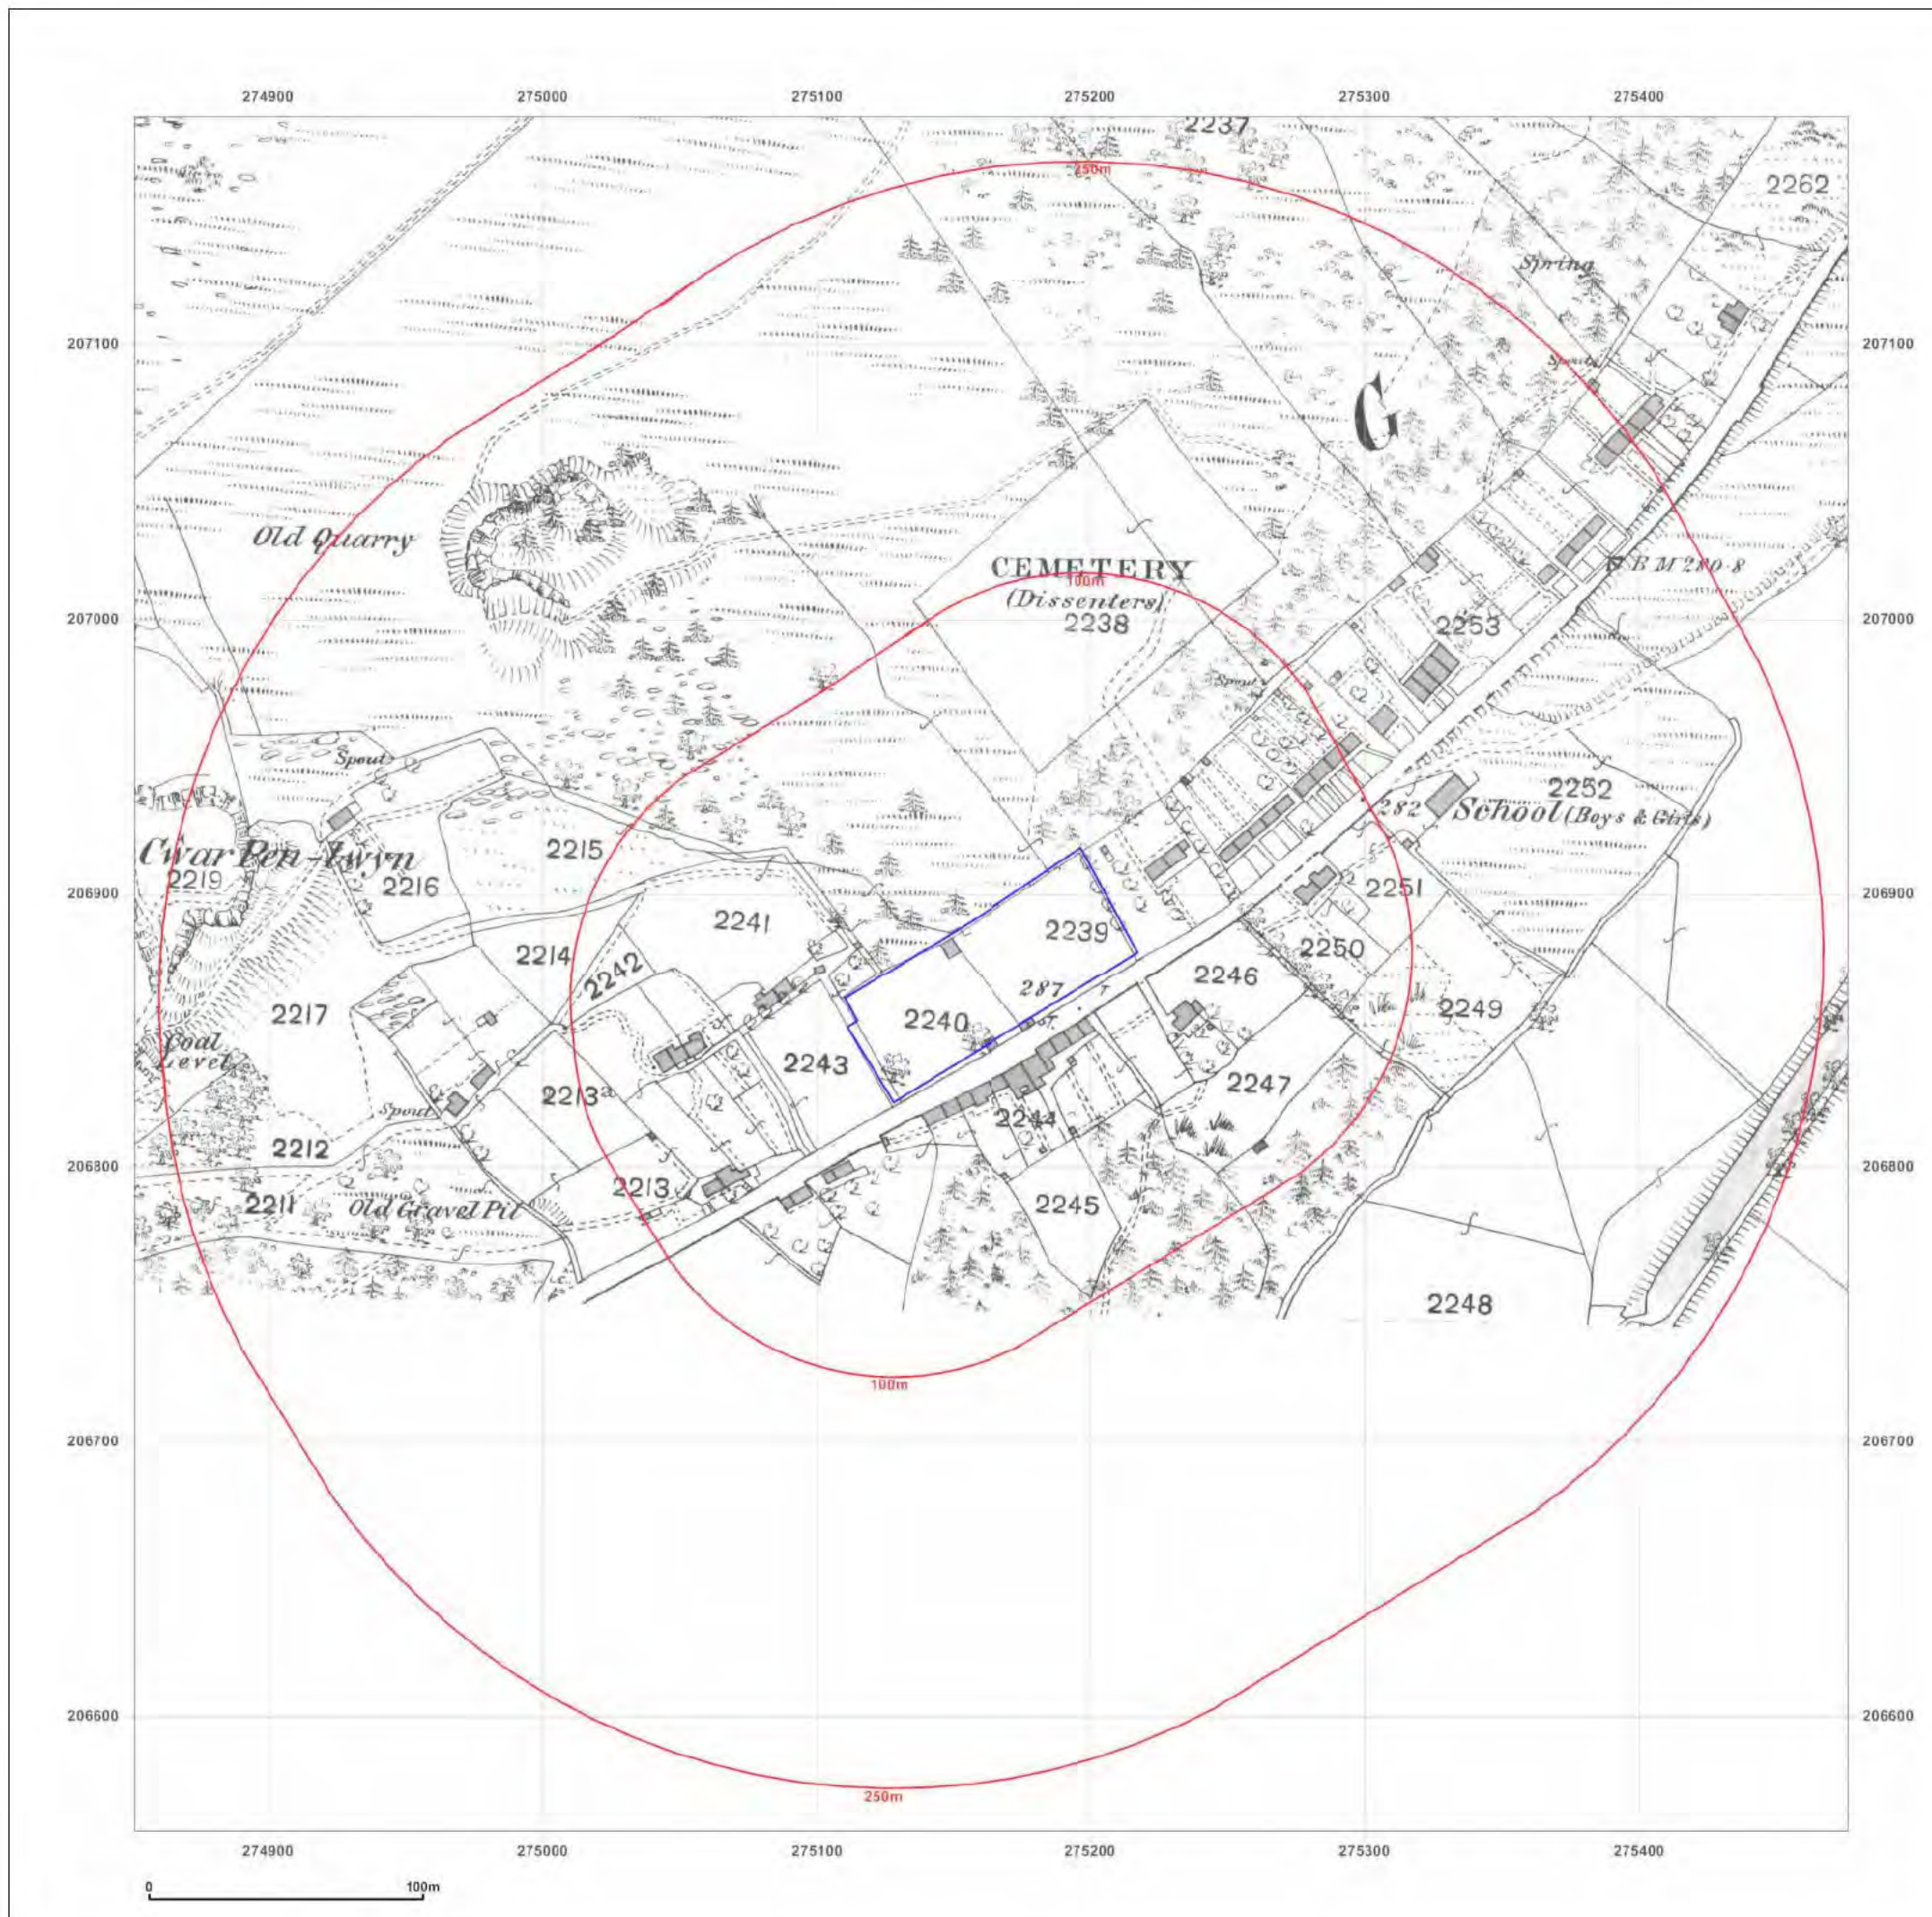 274900 275000 275100 275200 275300 275400
2237
250m
2262
Spring
207100 207100
Spout
G
Old Quarry
CEMETERY
100m
(Dissenters)
2238
B M 280·8
207000 2253 207000
Spout
Spout
2252
282 School (Boys & Girls)
2215
Cwar Pen-lwyn
2219 2216 2251
206900 206900
2241 2239
2214 2250
2242 2246
287 T
2217 2240 S.T. 2249
Coal
Level
2243 2247
2213a
Spout 2244
2212
206800 206800
2213
2211 Old Gravel Pit 2245
2248
100m
206700 206700
206600 206600
250m
274900 275000 275100 275200 275300 275400
0 100m